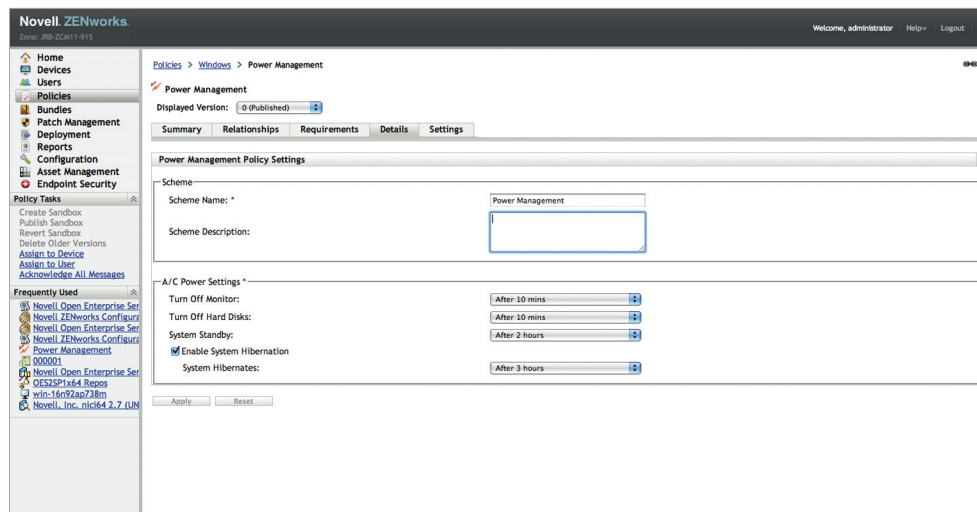 Novell. ZENworks.
Zone: JRB-ZCM11-915
Welcome, administrator Help Logout
Home
Devices
Users
Policies
Bundles
Patch Management
Deployment
Reports
Configuration
Asset Management
Endpoint Security
Policy Tasks
Create Sandbox
Publish Sandbox
Revert Sandbox
Delete Older Versions
Assign to Device
Assign to User
Acknowledge All Messages
Frequently Used
Novell Open Enterprise Ser
Novell ZENworks Configura
Novell Open Enterprise Ser
Novell ZENworks Configura
Power Management
000001
Novell Open Enterprise Ser
OES2SP1x64 Repos
win-16n92ap738m
Novell, Inc. nici64 2.7 (UN
Policies > Windows > Power Management
Power Management
Displayed Version: 0 (Published)
Summary Relationships Requirements Details Settings
Power Management Policy Settings
Scheme
Scheme Name: * Power Management
Scheme Description:
A/C Power Settings *
Turn Off Monitor: After 10 mins
Turn Off Hard Disks: After 10 mins
System Standby: After 2 hours
Enable System Hibernation
System Hibernates: After 3 hours
Apply Reset